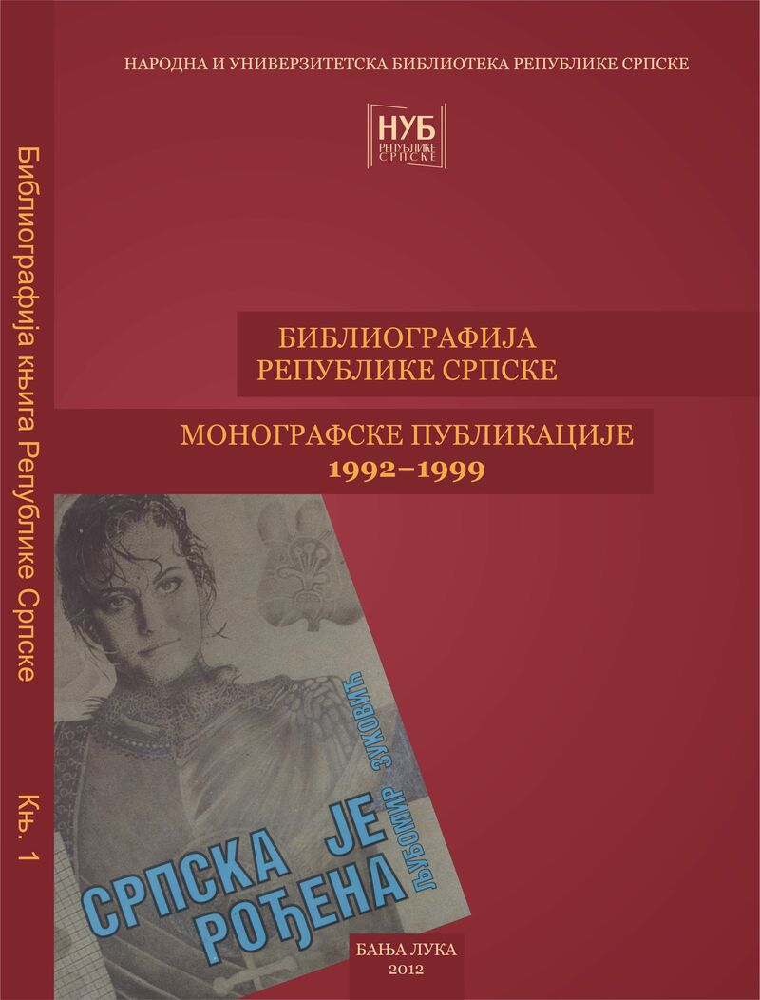 Библиографија књига Републике Српске
Књ. 1
НАРОДНА И УНИВЕРЗИТЕТСКА БИБЛИОТЕКА РЕПУБЛИКЕ СРПСКЕ
НУБ
РЕПУБЛИКЕ
СРПСКЕ
БИБЛИОГРАФИЈА
РЕПУБЛИКЕ СРПСКЕ
МОНОГРАФСКЕ ПУБЛИКАЦИЈЕ
1992–1999
ЉУБОМИР ЗУКОВИЋ
СРПСКА ЈЕ
РОЂЕНА
БАЊА ЛУКА
2012